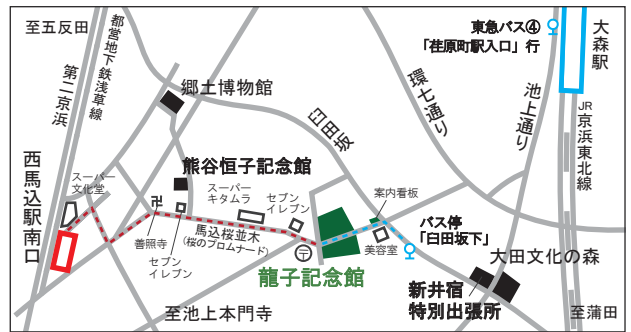 至五反田
都営地下鉄浅草線
第二京浜
西馬込駅南口
スーパー
文化堂
郷土博物館
熊谷恒子記念館
卍
善照寺
セブン
イレブン
スーパー
キタムラ
セブン
イレブン
馬込桜並木
(桜のプロムナード)
〒
龍子記念館
至池上本門寺
臼田坂
環七通り
池上通り
東急バス④
「荏原町駅入口」行
大森駅
JR
京浜東北線
案内看板
美容室
バス停
「臼田坂下」
大田文化の森
新井宿
特別出張所
至蒲田